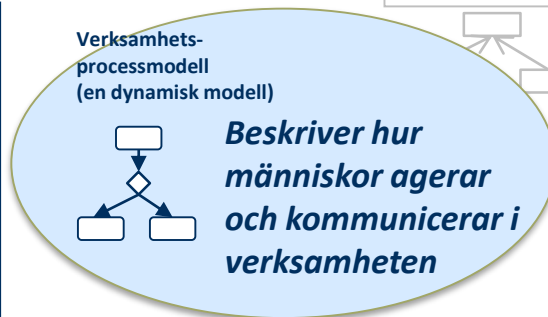 Verksamhets-
processmodell
(en dynamisk modell)
Beskriver hur
människor agerar
och kommunicerar i
verksamheten